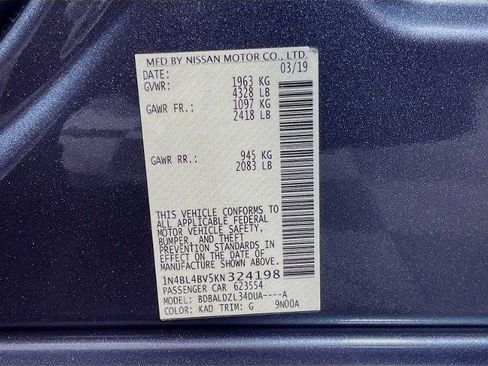 MFD BY NISSAN MOTOR CO., LTD.
DATE: 03/19
GVWR: 1963 KG
4328 LB
GAWR FR.: 1097 KG
2418 LB
GAWR RR.: 945 KG
2083 LB
THIS VEHICLE CONFORMS TO
ALL APPLICABLE FEDERAL
MOTOR VEHICLE SAFETY,
BUMPER, AND THEFT
PREVENTION STANDARDS IN
EFFECT ON THE DATE OF
MANUFACTURE SHOWN ABOVE.
1N4BL4BV5KN324198
PASSENGER CAR 623554
MODEL: BDBALDZL34DUA----A
COLOR: KAD TRIM: G 9N00A